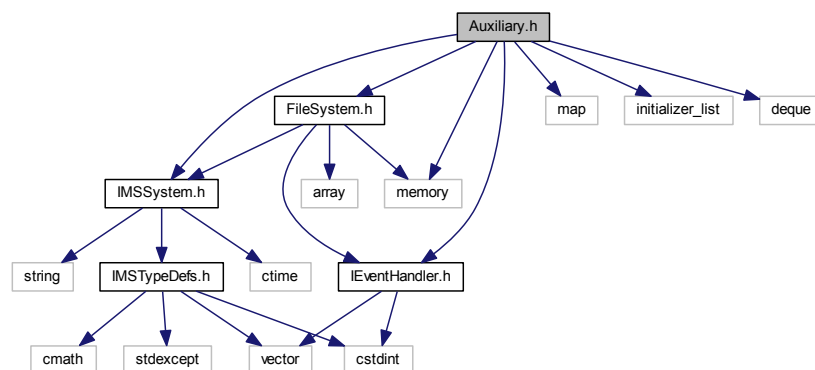 Auxiliary.h
FileSystem.h
map
initializer_list
deque
IMSSystem.h
array
memory
string
IMSTypeDefs.h
ctime
IEventHandler.h
cmath
stdexcept
vector
cstdint